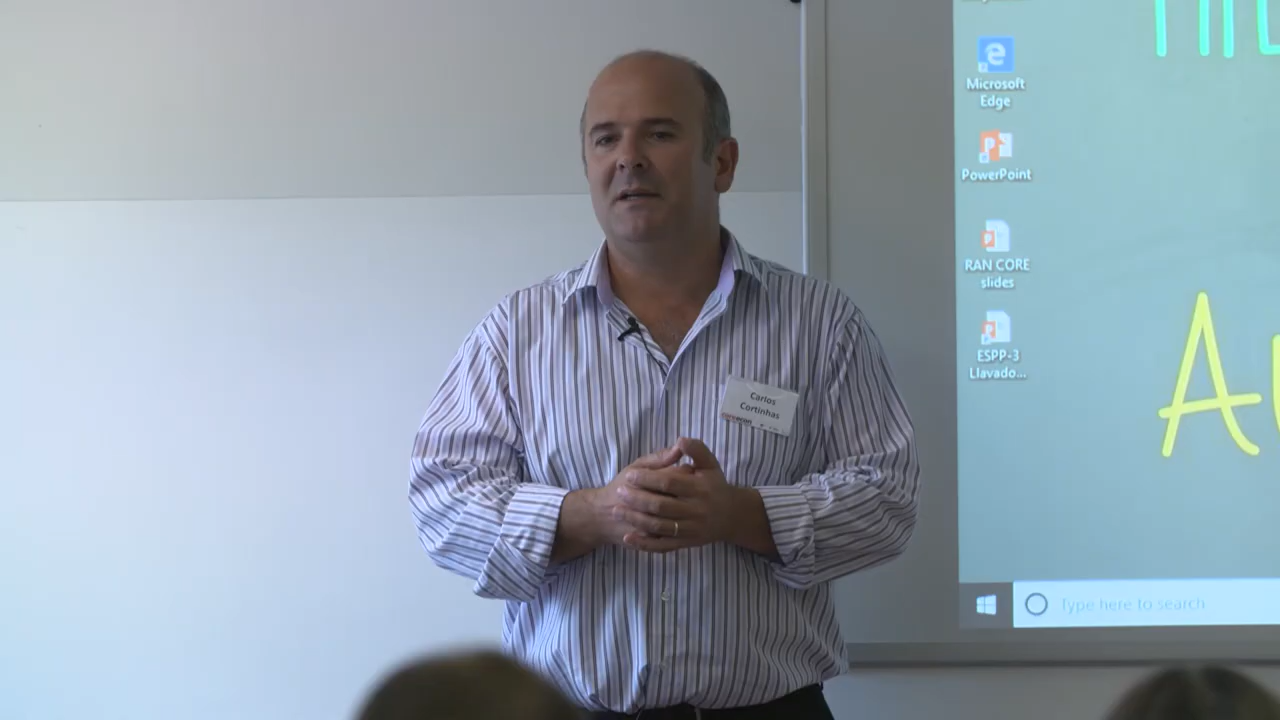 Microsoft
Edge
PowerPoint
RAN CORE
slides
ESPP-3
Llavado...
Type here to search
Carlos
Cortinhas